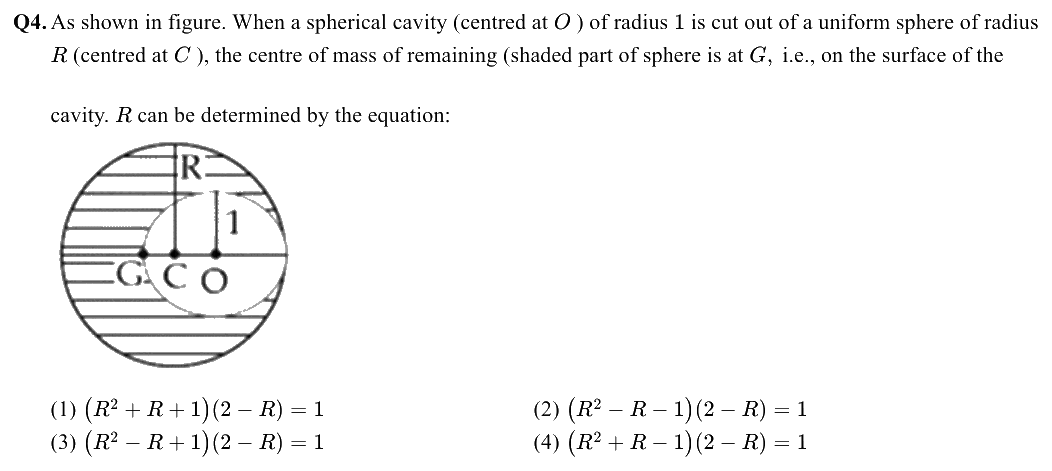 Q4. As shown in figure. When a spherical cavity (centred at O ) of radius 1 is cut out of a uniform sphere of radius
R (centred at C ), the centre of mass of remaining (shaded part of sphere is at G, i.e., on the surface of the
cavity. R can be determined by the equation:
R
1
G C O
(1) (R² + R + 1)(2 − R) = 1 (2) (R² − R − 1)(2 − R) = 1
(3) (R² − R + 1)(2 − R) = 1 (4) (R² + R − 1)(2 − R) = 1